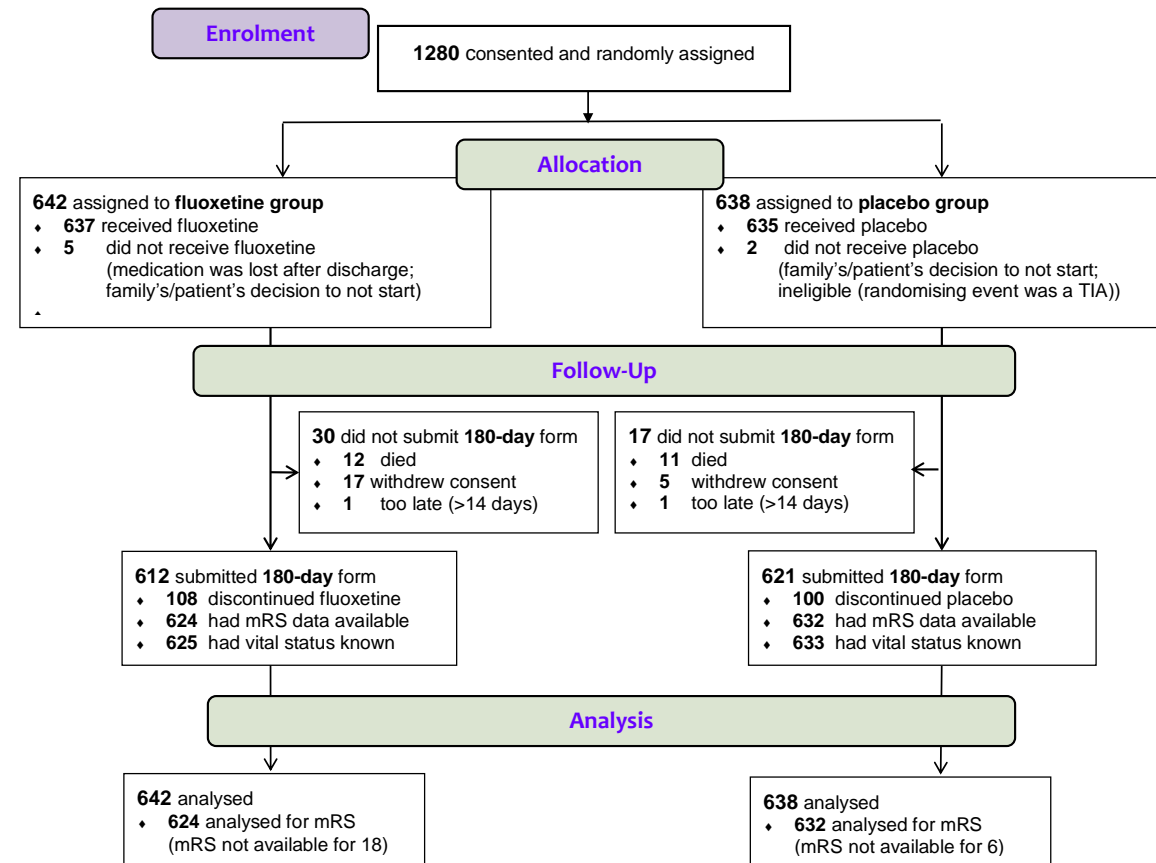 Enrolment
1280 consented and randomly assigned
Allocation
642 assigned to fluoxetine group
⬧ 637 received fluoxetine
⬧ 5 did not receive fluoxetine
(medication was lost after discharge;
family's/patient's decision to not start)
⬧
638 assigned to placebo group
⬧ 635 received placebo
⬧ 2 did not receive placebo
(family's/patient's decision to not start;
ineligible (randomising event was a TIA))
Follow-Up
30 did not submit 180-day form
⬧ 12 died
⬧ 17 withdrew consent
⬧ 1 too late (>14 days)
17 did not submit 180-day form
⬧ 11 died
⬧ 5 withdrew consent
⬧ 1 too late (>14 days)
612 submitted 180-day form
⬧ 108 discontinued fluoxetine
⬧ 624 had mRS data available
⬧ 625 had vital status known
621 submitted 180-day form
⬧ 100 discontinued placebo
⬧ 632 had mRS data available
⬧ 633 had vital status known
Analysis
642 analysed
⬧ 624 analysed for mRS
(mRS not available for 18)
638 analysed
⬧ 632 analysed for mRS
(mRS not available for 6)